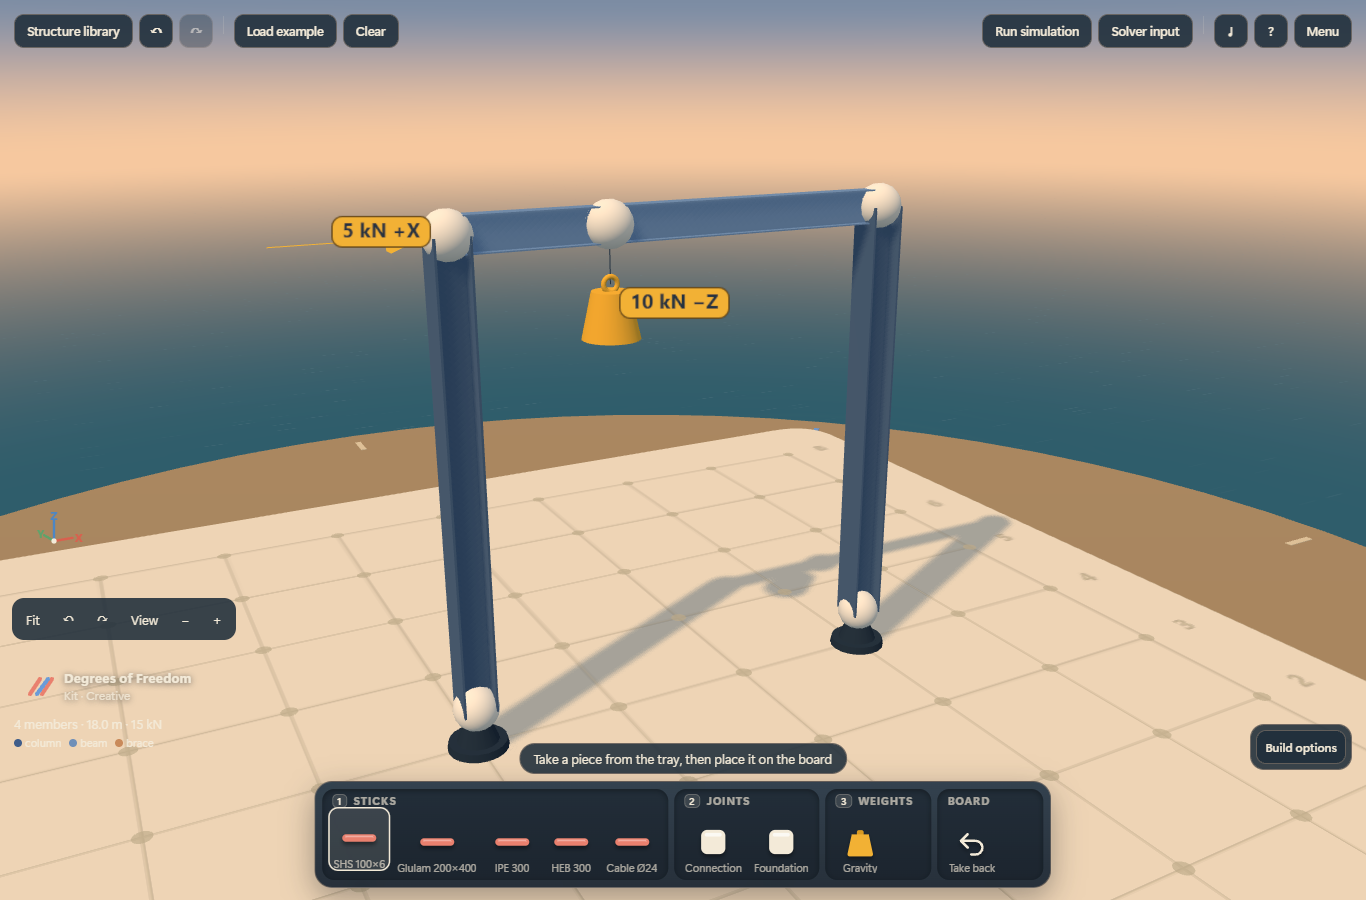 Structure library
Load example
Clear
Run simulation
Solver input
?
Menu
5 kN +X
10 kN −Z
Z
X
Fit
View
−
+
Degrees of Freedom
Kit · Creative
4 members · 18.0 m · 15 kN
column
beam
brace
4
3
2
Build options
Take a piece from the tray, then place it on the board
1 STICKS
SHS 100×6
Glulam 200×400
IPE 300
HEB 300
Cable Ø24
2 JOINTS
Connection
Foundation
3 WEIGHTS
Gravity
BOARD
Take back